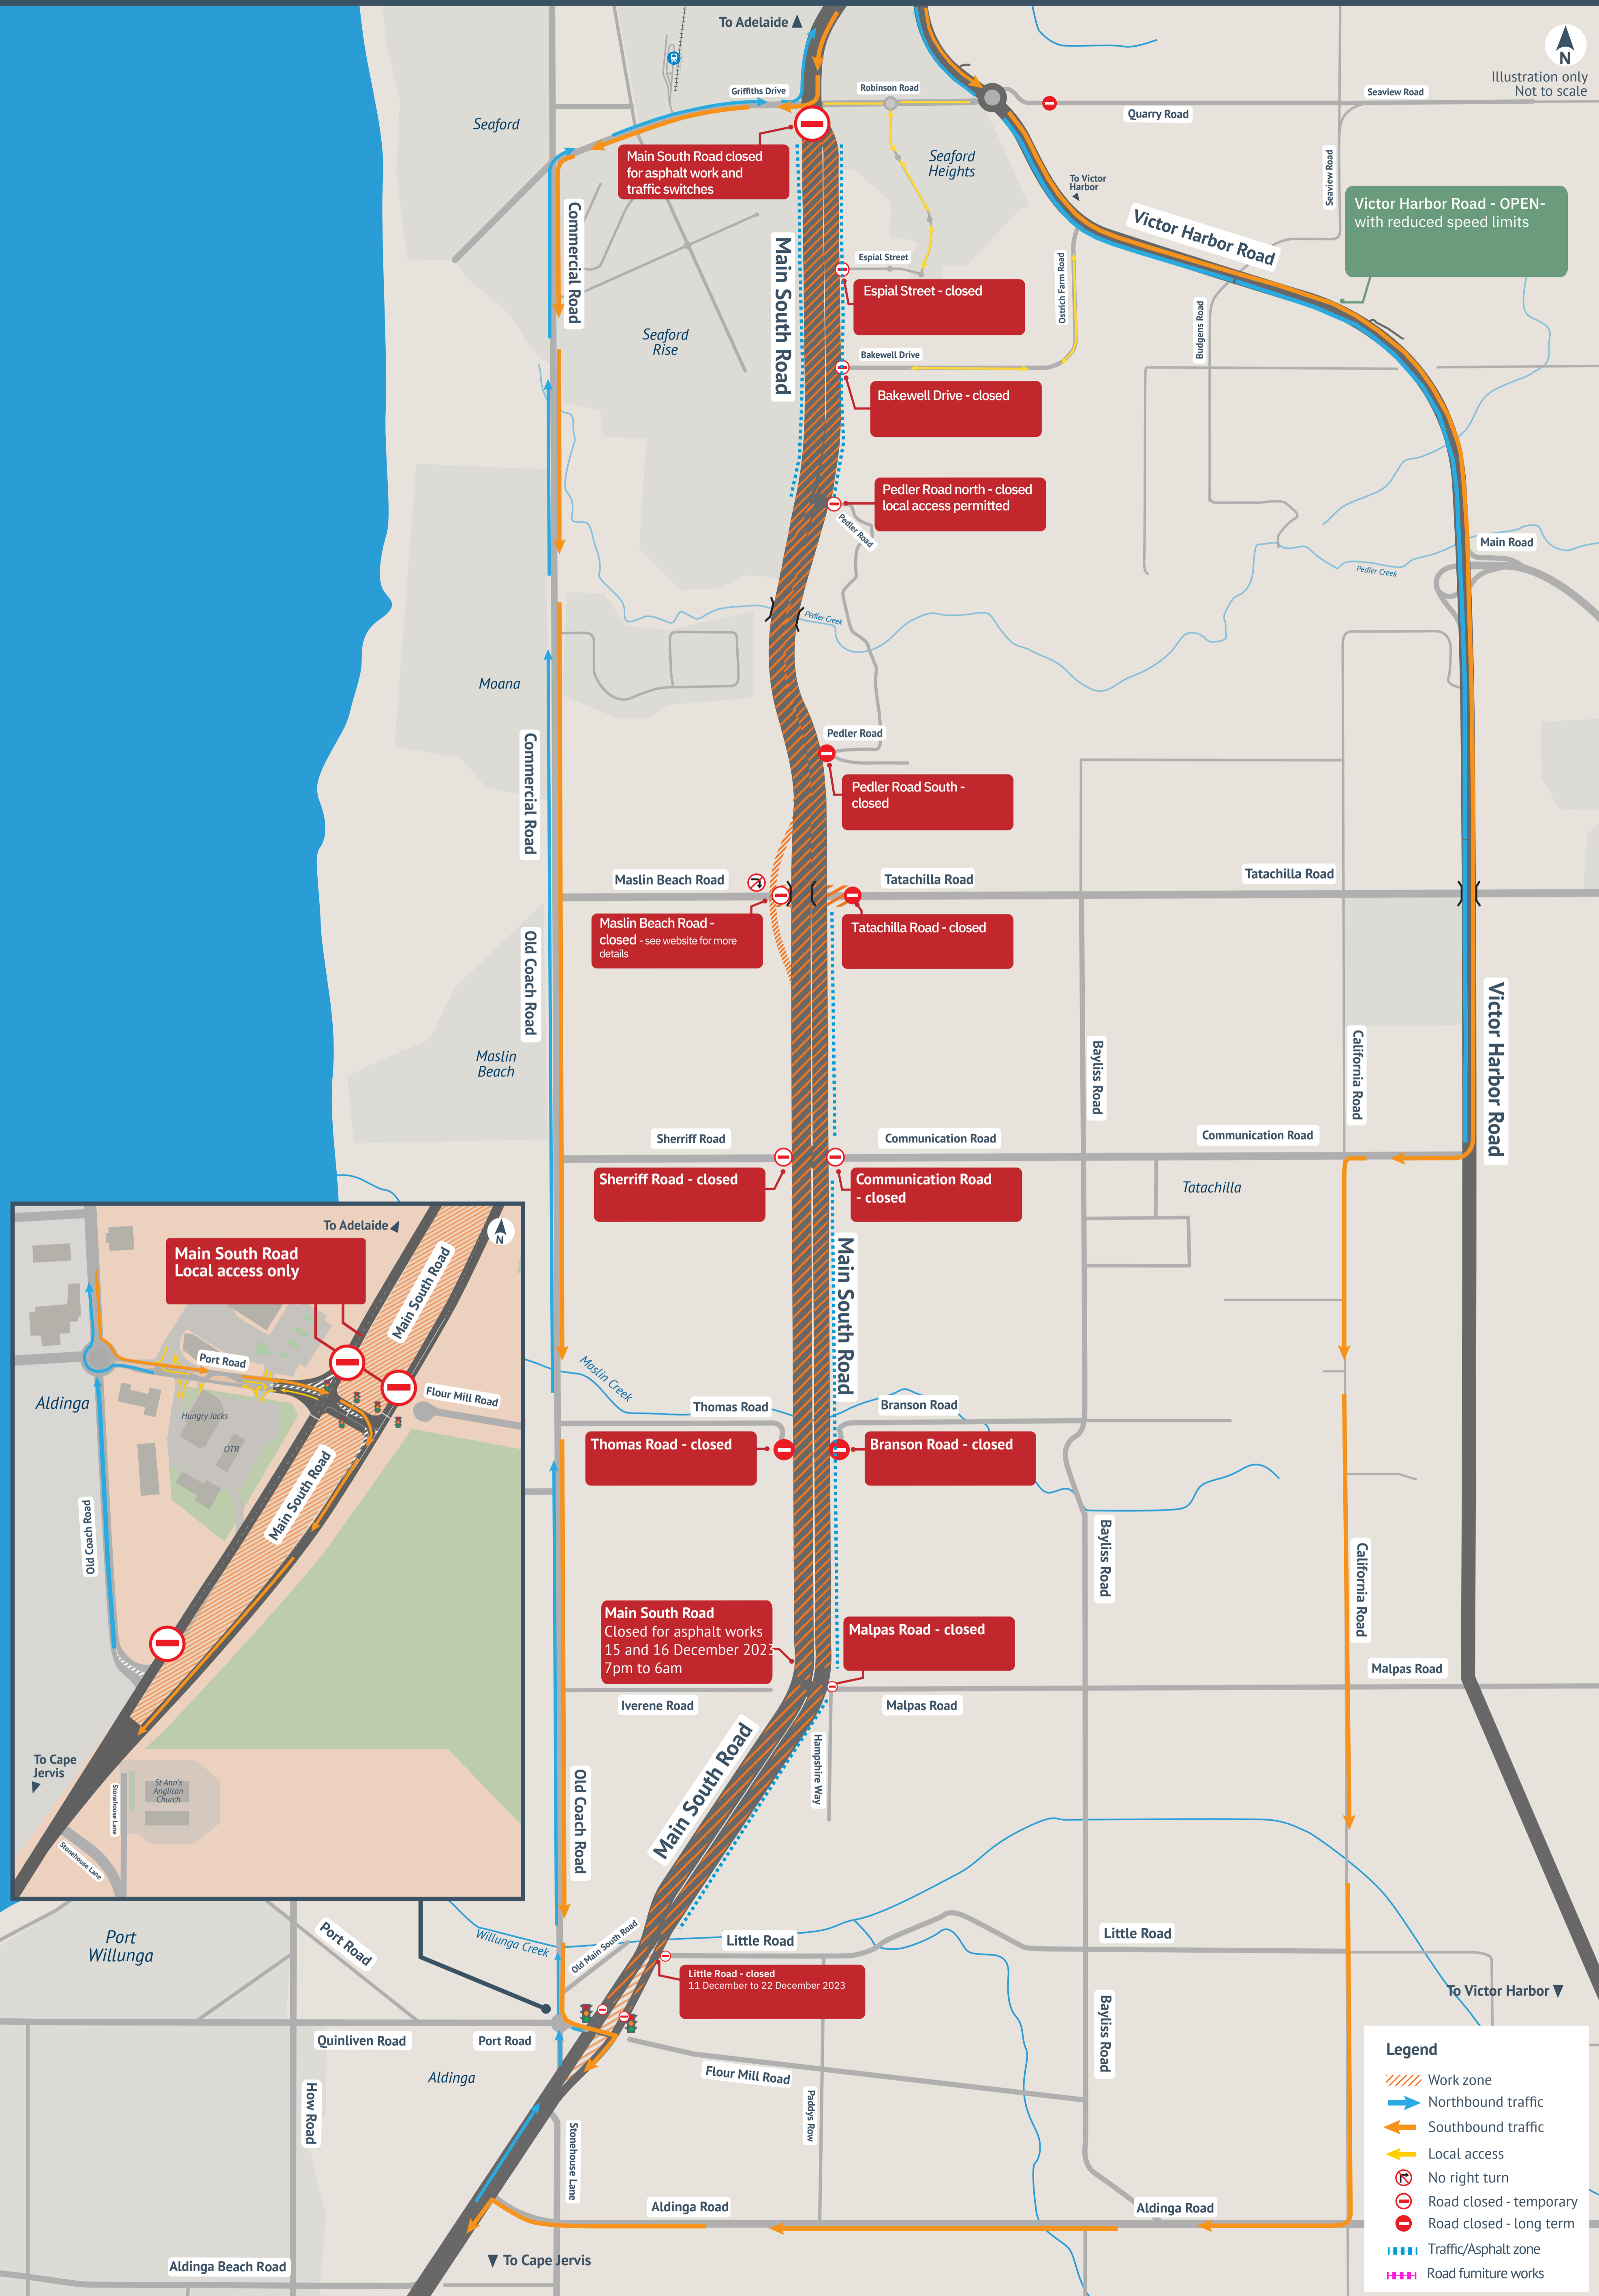 To Adelaide
N
Illustration only
Not to scale
Griffiths Drive
Robinson Road
Seaview Road
Quarry Road
Seaford
Main South Road closed
for asphalt work and
traffic switches
Seaford
Heights
To Victor
Harbor
Seaview Road
Victor Harbor Road - OPEN-
with reduced speed limits
Victor Harbor Road
Commercial Road
Main South Road
Espial Street
Espial Street - closed
Ostrich Farm Road
Budgens Road
Seaford
Rise
Bakewell Drive
Bakewell Drive - closed
Pedler Road north - closed
local access permitted
Pedler Road
Main Road
Pedler Creek
Pedler Creek
Moana
Pedler Road
Commercial Road
Pedler Road South -
closed
Maslin Beach Road
Tatachilla Road
Tatachilla Road
Maslin Beach Road -
closed - see website for more
details
Tatachilla Road - closed
Old Coach Road
Victor Harbor Road
Maslin
Beach
Bayliss Road
California Road
Sherriff Road
Communication Road
Communication Road
Sherriff Road - closed
Communication Road
- closed
Tatachilla
Main South Road
To Adelaide
N
Main South Road
Local access only
Main South Road
Port Road
Flour Mill Road
Aldinga
Hungry Jacks
OTR
Main South Road
Old Coach Road
To Cape
Jervis
St Ann's
Anglican
Church
Stonehouse Lane
Stonehouse Lane
Maslin Creek
Thomas Road
Branson Road
Thomas Road - closed
Branson Road - closed
Bayliss Road
California Road
Main South Road
Closed for asphalt works
15 and 16 December 2023
7pm to 6am
Malpas Road - closed
Malpas Road
Iverene Road
Malpas Road
Main South Road
Hampshire Way
Old Coach Road
Port
Willunga
Port Road
Willunga Creek
Old Main South Road
Little Road
Little Road
Little Road - closed
11 December to 22 December 2023
To Victor Harbor
Quinliven Road
Port Road
Bayliss Road
Aldinga
Flour Mill Road
How Road
Paddys Row
Stonehouse Lane
Aldinga Road
Aldinga Road
To Cape Jervis
Aldinga Beach Road
Legend
Work zone
Northbound traffic
Southbound traffic
Local access
No right turn
Road closed - temporary
Road closed - long term
Traffic/Asphalt zone
Road furniture works